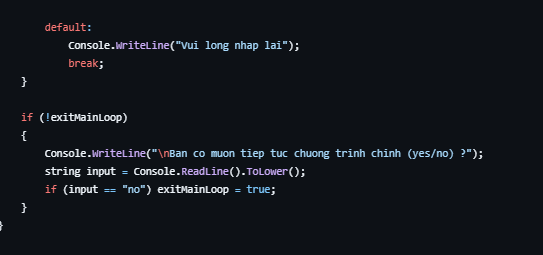 default:
Console.WriteLine("Vui long nhap lai");
break;
}
if (!exitMainLoop)
{
Console.WriteLine("\nBan co muon tiep tuc chuong trinh chinh (yes/no) ?");
string input = Console.ReadLine().ToLower();
if (input == "no") exitMainLoop = true;
}
}